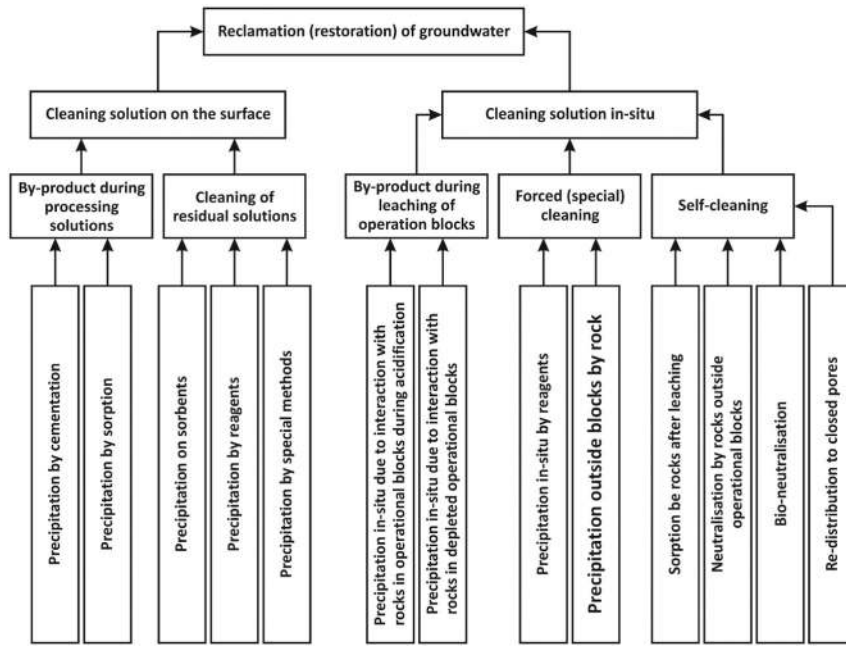 Reclamation (restoration) of groundwater
Cleaning solution on the surface
Cleaning solution in-situ
By-product during
processing
solutions
Cleaning of
residual solutions
By-product during
leaching of
operation blocks
Forced (special)
cleaning
Self-cleaning
Precipitation by cementation
Precipitation by sorption
Precipitation on sorbents
Precipitation by reagents
Precipitation by special methods
Precipitation in-situ due to interaction with
rocks in operational blocks during acidification
Precipitation in-situ due to interaction with
rocks in depleted operational blocks
Precipitation in-situ by reagents
Precipitation outside blocks by rock
Sorption be rocks after leaching
Neutralisation by rocks outside
operational blocks
Bio-neutralisation
Re-distribution to closed pores